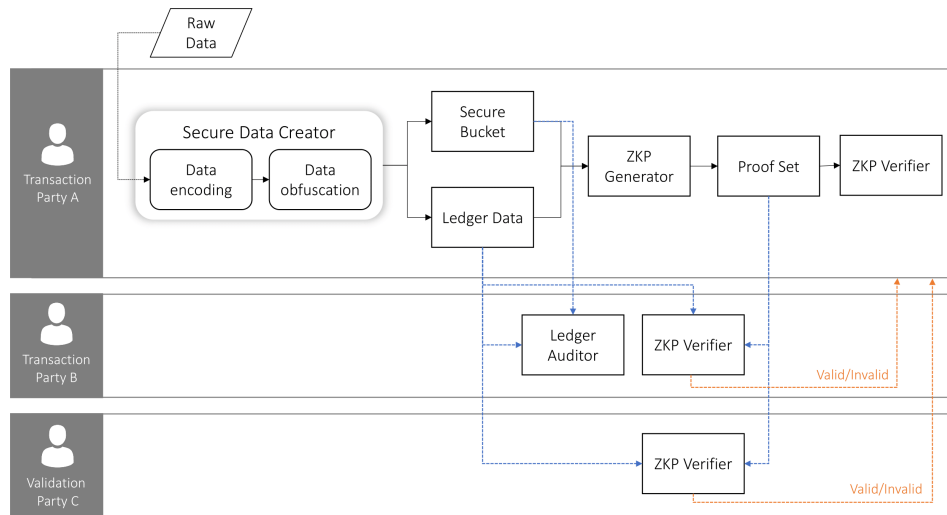 Raw
Data
Transaction
Party A
Secure Data Creator
Data
encoding
Data
obfuscation
Secure
Bucket
Ledger Data
ZKP
Generator
Proof Set
ZKP Verifier
Transaction
Party B
Ledger
Auditor
ZKP Verifier
Valid/Invalid
Validation
Party C
ZKP Verifier
Valid/Invalid